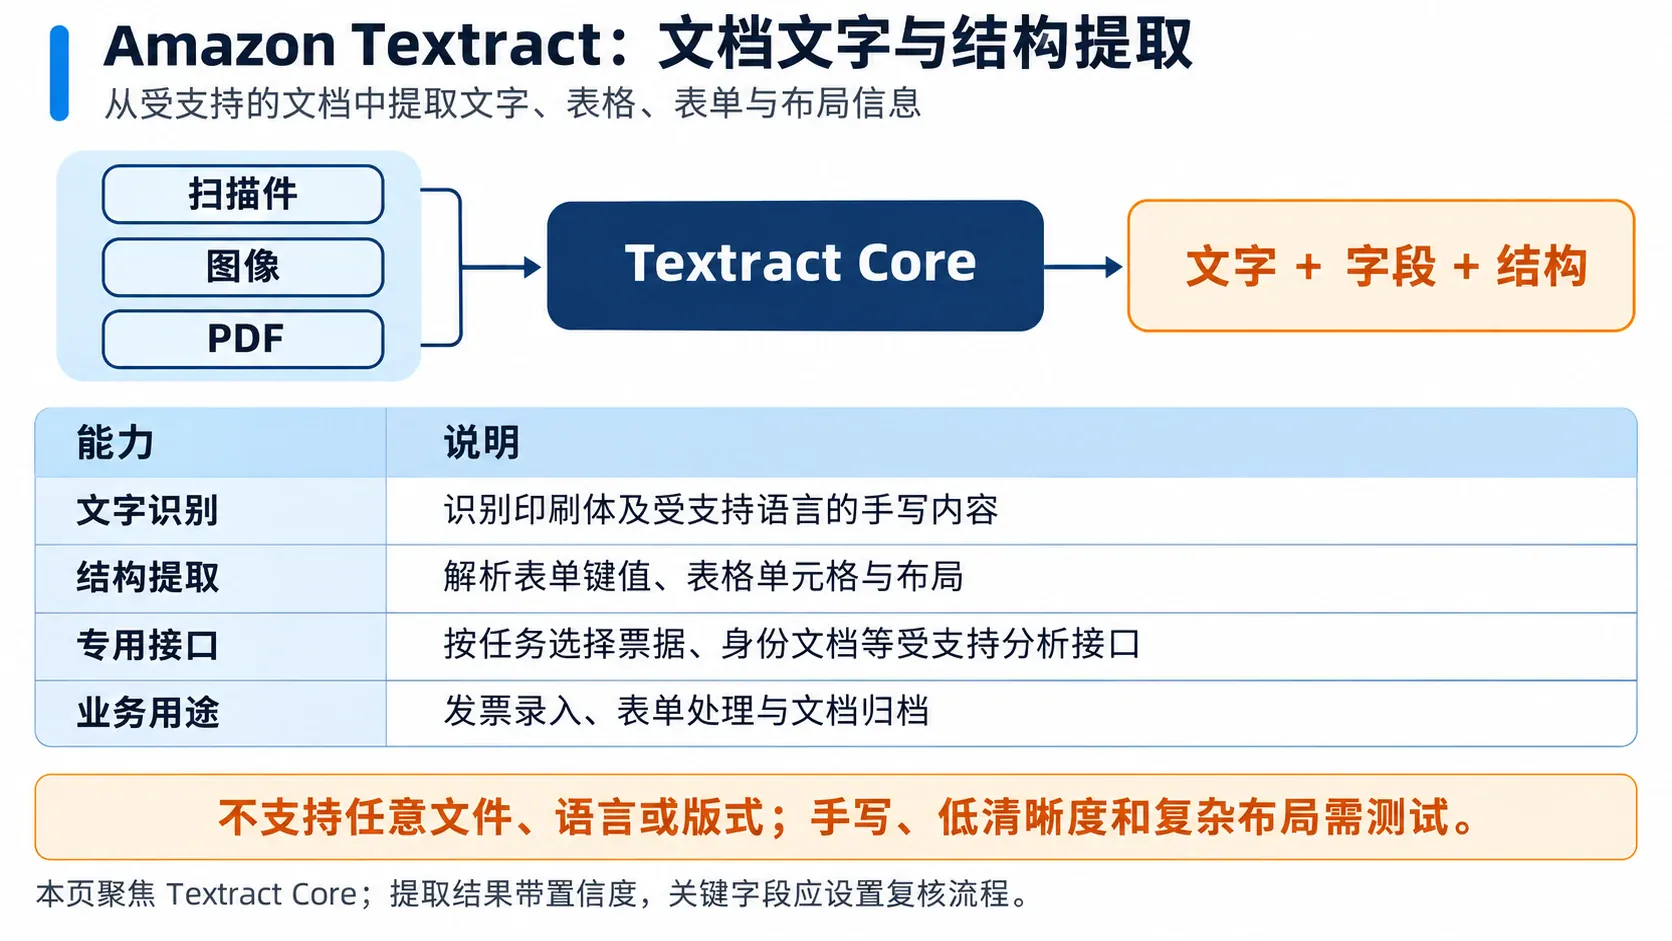 Amazon Textract：文档文字与结构提取
从受支持的文档中提取文字、表格、表单与布局信息
扫描件
图像
PDF
Textract Core
文字 + 字段 + 结构
能力 说明
文字识别 识别印刷体及受支持语言的手写内容
结构提取 解析表单键值、表格单元格与布局
专用接口 按任务选择票据、身份文档等受支持分析接口
业务用途 发票录入、表单处理与文档归档
不支持任意文件、语言或版式；手写、低清晰度和复杂布局需测试。
本页聚焦 Textract Core；提取结果带置信度，关键字段应设置复核流程。